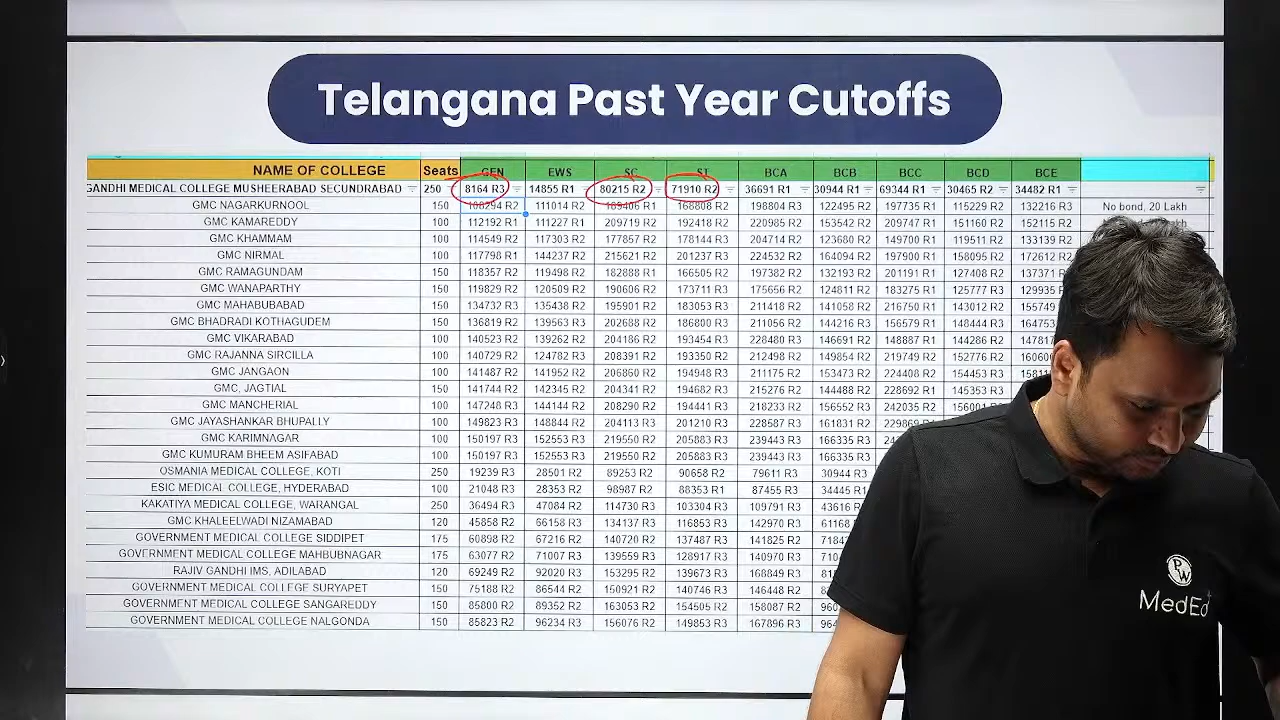 Telangana Past Year Cutoffs
NAME OF COLLEGE Seats GEN EWS SC ST BCA BCB BCC BCD BCE
GANDHI MEDICAL COLLEGE MUSHEERABAD SECUNDRABAD 250 8164 R3 14855 R1 80215 R2 71910 R2 36691 R1 30944 R1 69344 R1 30465 R2 34482 R1
GMC NAGARKURNOOL 150 108294 R2 111014 R2 189406 R1 168808 R2 198804 R3 122495 R2 197735 R1 115229 R2 132216 R3 No bond, 20 Lakh
GMC KAMAREDDY 100 112192 R1 111227 R1 209719 R2 192418 R2 220985 R2 153542 R2 209747 R1 151160 R2 152115 R2
GMC KHAMMAM 100 114549 R2 117303 R2 177857 R2 178144 R3 204714 R2 123680 R2 149700 R1 119511 R2 133139 R2
GMC NIRMAL 100 117798 R1 144237 R2 215621 R2 201237 R3 224532 R2 164094 R2 197900 R1 158095 R2 172612 R2
GMC RAMAGUNDAM 150 118357 R2 119498 R2 182888 R1 166505 R2 197382 R2 132193 R2 201191 R1 127408 R2 137371
GMC WANAPARTHY 150 119829 R2 120509 R2 190606 R2 173711 R3 175656 R2 124811 R2 183275 R1 125777 R3 129935
GMC MAHABUBABAD 150 134732 R3 135438 R2 195901 R2 183053 R3 211418 R2 141058 R2 216750 R1 143012 R2 155749
GMC BHADRADI KOTHAGUDEM 150 136819 R2 139563 R3 202688 R2 186800 R3 211056 R2 144216 R3 156579 R1 148444 R3 164753
GMC VIKARABAD 100 140523 R2 139262 R2 204186 R2 193454 R3 228480 R3 146691 R2 148887 R1 144286 R2 147817
GMC RAJANNA SIRCILLA 100 140729 R2 124782 R3 208391 R2 193350 R2 212498 R2 149854 R2 219749 R2 152776 R2 160600
GMC JANGAON 100 141487 R2 141952 R2 206860 R2 194948 R3 211175 R2 153473 R2 224408 R2 154453 R3 15811
GMC, JAGTIAL 150 141744 R2 142345 R2 204341 R2 194682 R3 215276 R2 144488 R2 228692 R1 145353 R3
GMC MANCHERIAL 100 147248 R3 144144 R2 208290 R2 194441 R3 218233 R2 156552 R3 242035 R2 156001
GMC JAYASHANKAR BHUPALLY 100 149823 R3 148844 R2 204113 R3 201210 R3 228587 R3 161831 R2 229869
GMC KARIMNAGAR 100 150197 R3 152553 R3 219550 R2 205883 R3 239443 R3 166335
GMC KUMURAM BHEEM ASIFABAD 100 150197 R3 152553 R3 219550 R2 205883 R3 239443 R3 166335 R3
OSMANIA MEDICAL COLLEGE, KOTI 250 19239 R3 28501 R2 89253 R2 90658 R2 79611 R3 30944 R3
ESIC MEDICAL COLLEGE, HYDERABAD 100 21048 R3 28353 R2 98987 R2 88353 R1 87455 R3 34445 R1
KAKATIYA MEDICAL COLLEGE, WARANGAL 250 36494 R3 47084 R2 114730 R3 103304 R3 109791 R3 43616
GMC KHALEELWADI NIZAMABAD 120 45858 R2 66158 R3 134137 R3 116853 R3 142970 R3 61168
GOVERNMENT MEDICAL COLLEGE SIDDIPET 175 60898 R2 67216 R2 140720 R2 137487 R3 141825 R2
GOVERNMENT MEDICAL COLLEGE MAHBUBNAGAR 175 63077 R2 71007 R3 139559 R3 128917 R3 140970 R3
RAJIV GANDHI IMS, ADILABAD 120 69249 R2 92020 R3 153295 R2 139673 R3 168849 R3
GOVERNMENT MEDICAL COLLEGE SURYAPET 150 75188 R2 86544 R2 150921 R2 140746 R3 146448 R2
GOVERNMENT MEDICAL COLLEGE SANGAREDDY 150 85800 R2 89352 R2 163053 R2 154505 R2 158087 R2
GOVERNMENT MEDICAL COLLEGE NALGONDA 150 85823 R2 96234 R3 156076 R2 149853 R3 167896 R3
PW
MedEd